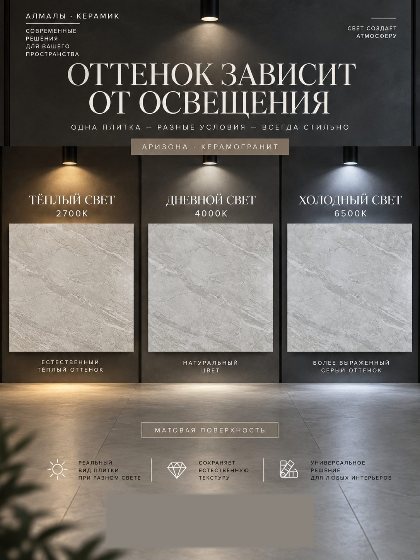 АЛМАЛЫ · КЕРАМИК
СОВРЕМЕННЫЕ
РЕШЕНИЯ
ДЛЯ ВАШЕГО
ПРОСТРАНСТВА
СВЕТ СОЗДАЕТ
АТМОСФЕРУ
ОТТЕНОК ЗАВИСИТ
ОТ ОСВЕЩЕНИЯ
ОДНА ПЛИТКА — РАЗНЫЕ УСЛОВИЯ — ВСЕГДА СТИЛЬНО
АРИЗОНА · КЕРАМОГРАНИТ
ТЁПЛЫЙ СВЕТ
2700K
ДНЕВНОЙ СВЕТ
4000K
ХОЛОДНЫЙ СВЕТ
6500K
ЕСТЕСТВЕННЫЙ
ТЁПЛЫЙ ОТТЕНОК
НАТУРАЛЬНЫЙ
ЦВЕТ
БОЛЕЕ ВЫРАЖЕННЫЙ
СЕРЫЙ ОТТЕНОК
МАТОВАЯ ПОВЕРХНОСТЬ
РЕАЛЬНЫЙ
ВИД ПЛИТКИ
ПРИ РАЗНОМ СВЕТЕ
СОХРАНЯЕТ
ЕСТЕСТВЕННУЮ
ТЕКСТУРУ
УНИВЕРСАЛЬНОЕ
РЕШЕНИЕ
ДЛЯ ЛЮБЫХ ИНТЕРЬЕРОВ